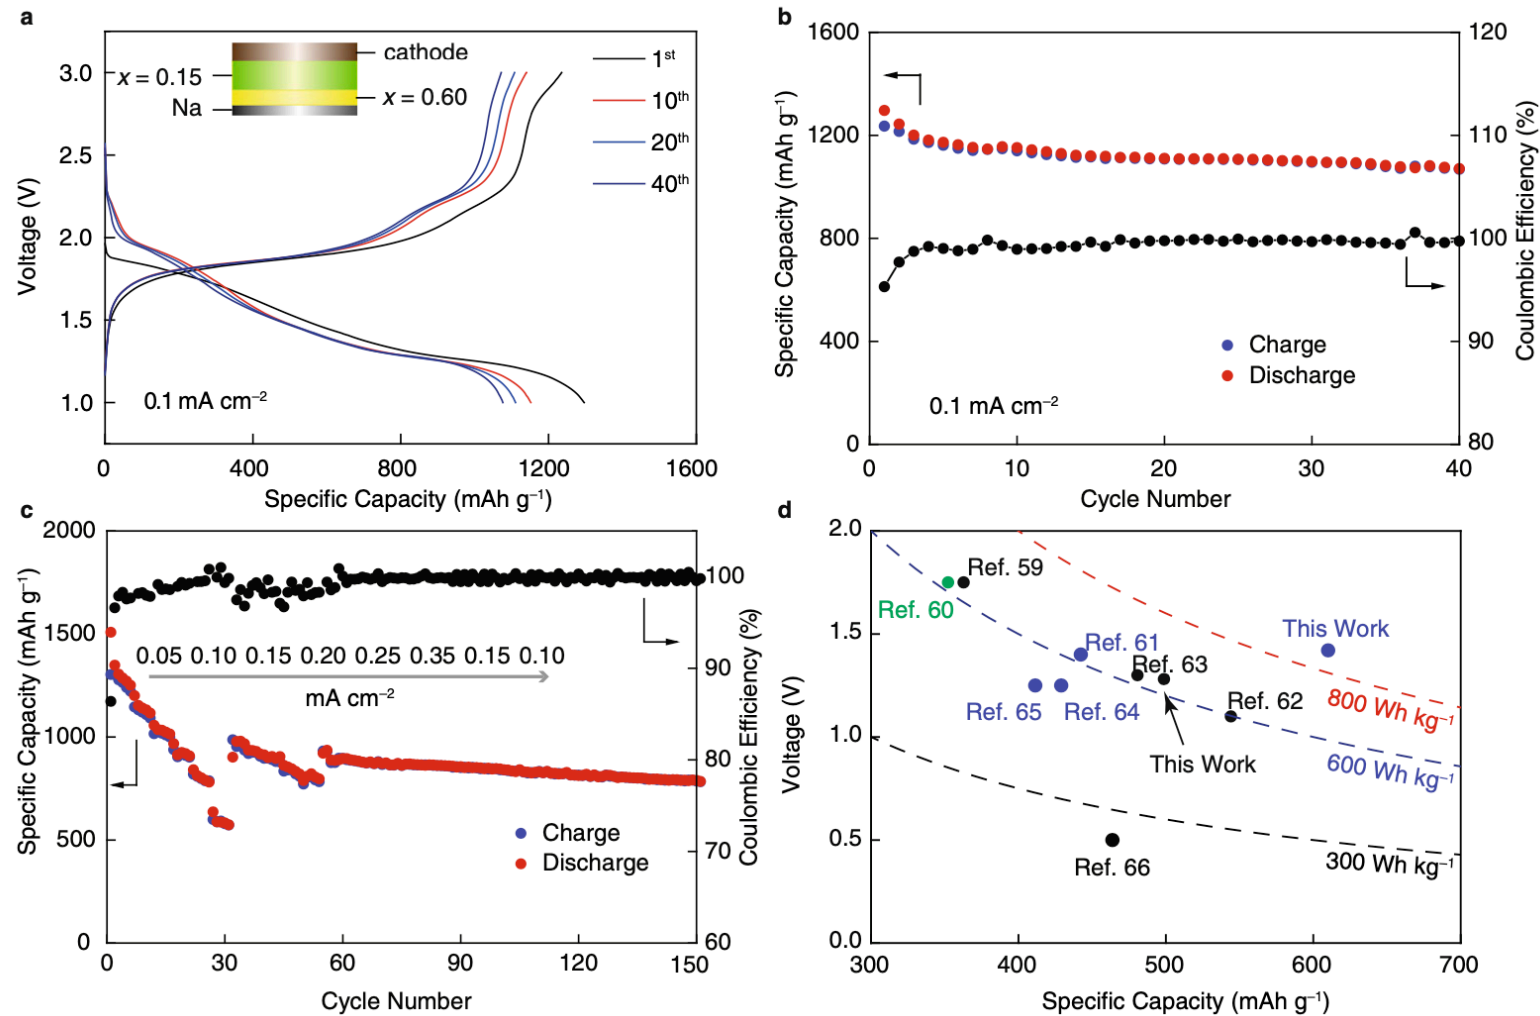 a
3.0
2.5
2.0
1.5
1.0
Voltage (V)
cathode
x = 0.15
Na
x = 0.60
1st
10th
20th
40th
0.1 mA cm–2
0 400 800 1200 1600
Specific Capacity (mAh g–1)
b
1600
1200
800
400
0
Specific Capacity (mAh g–1)
120
110
100
90
80
Coulombic Efficiency (%)
Charge
Discharge
0.1 mA cm–2
0 10 20 30 40
Cycle Number
c
2000
1500
1000
500
0
Specific Capacity (mAh g–1)
100
90
80
70
60
Coulombic Efficiency (%)
0.05 0.10 0.15 0.20 0.25 0.35 0.15 0.10
mA cm–2
Charge
Discharge
0 30 60 90 120 150
Cycle Number
d
2.0
1.5
1.0
0.5
0.0
Voltage (V)
Ref. 59
Ref. 60
This Work
Ref. 61
Ref. 63
Ref. 62
Ref. 65
Ref. 64
This Work
Ref. 66
800 Wh kg–1
600 Wh kg–1
300 Wh kg–1
300 400 500 600 700
Specific Capacity (mAh g–1)